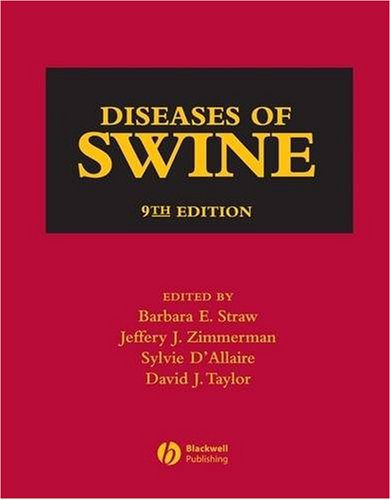 DISEASES OF
SWINE
9TH EDITION
EDITED BY
Barbara E. Straw
Jeffery J. Zimmerman
Sylvie D'Allaire
David J. Taylor
Blackwell
Publishing